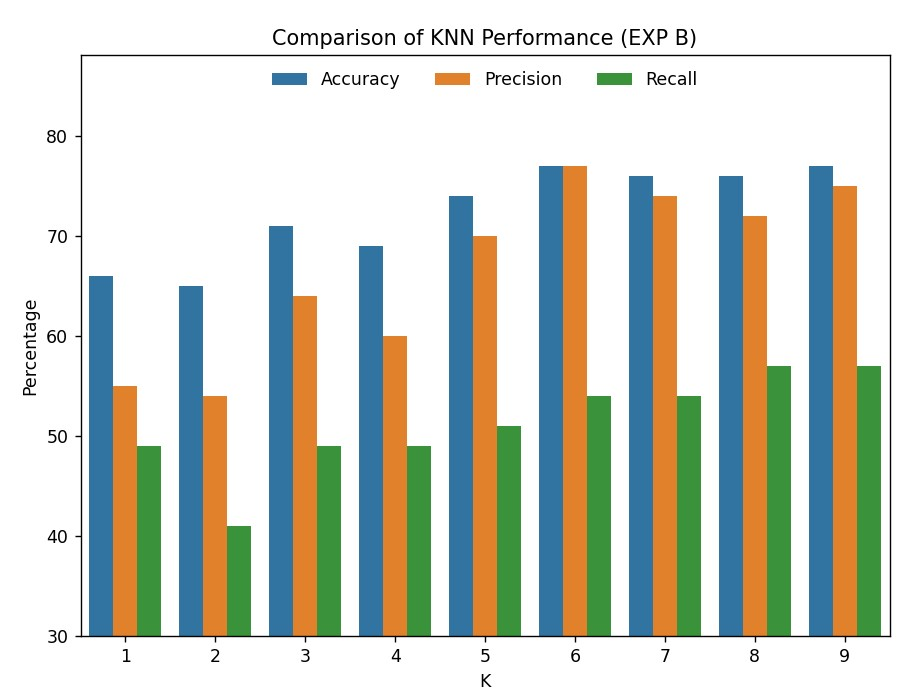 Comparison of KNN Performance (EXP B)
Accuracy Precision Recall
80
70
60
50
40
30
Percentage
1 2 3 4 5 6 7 8 9
K